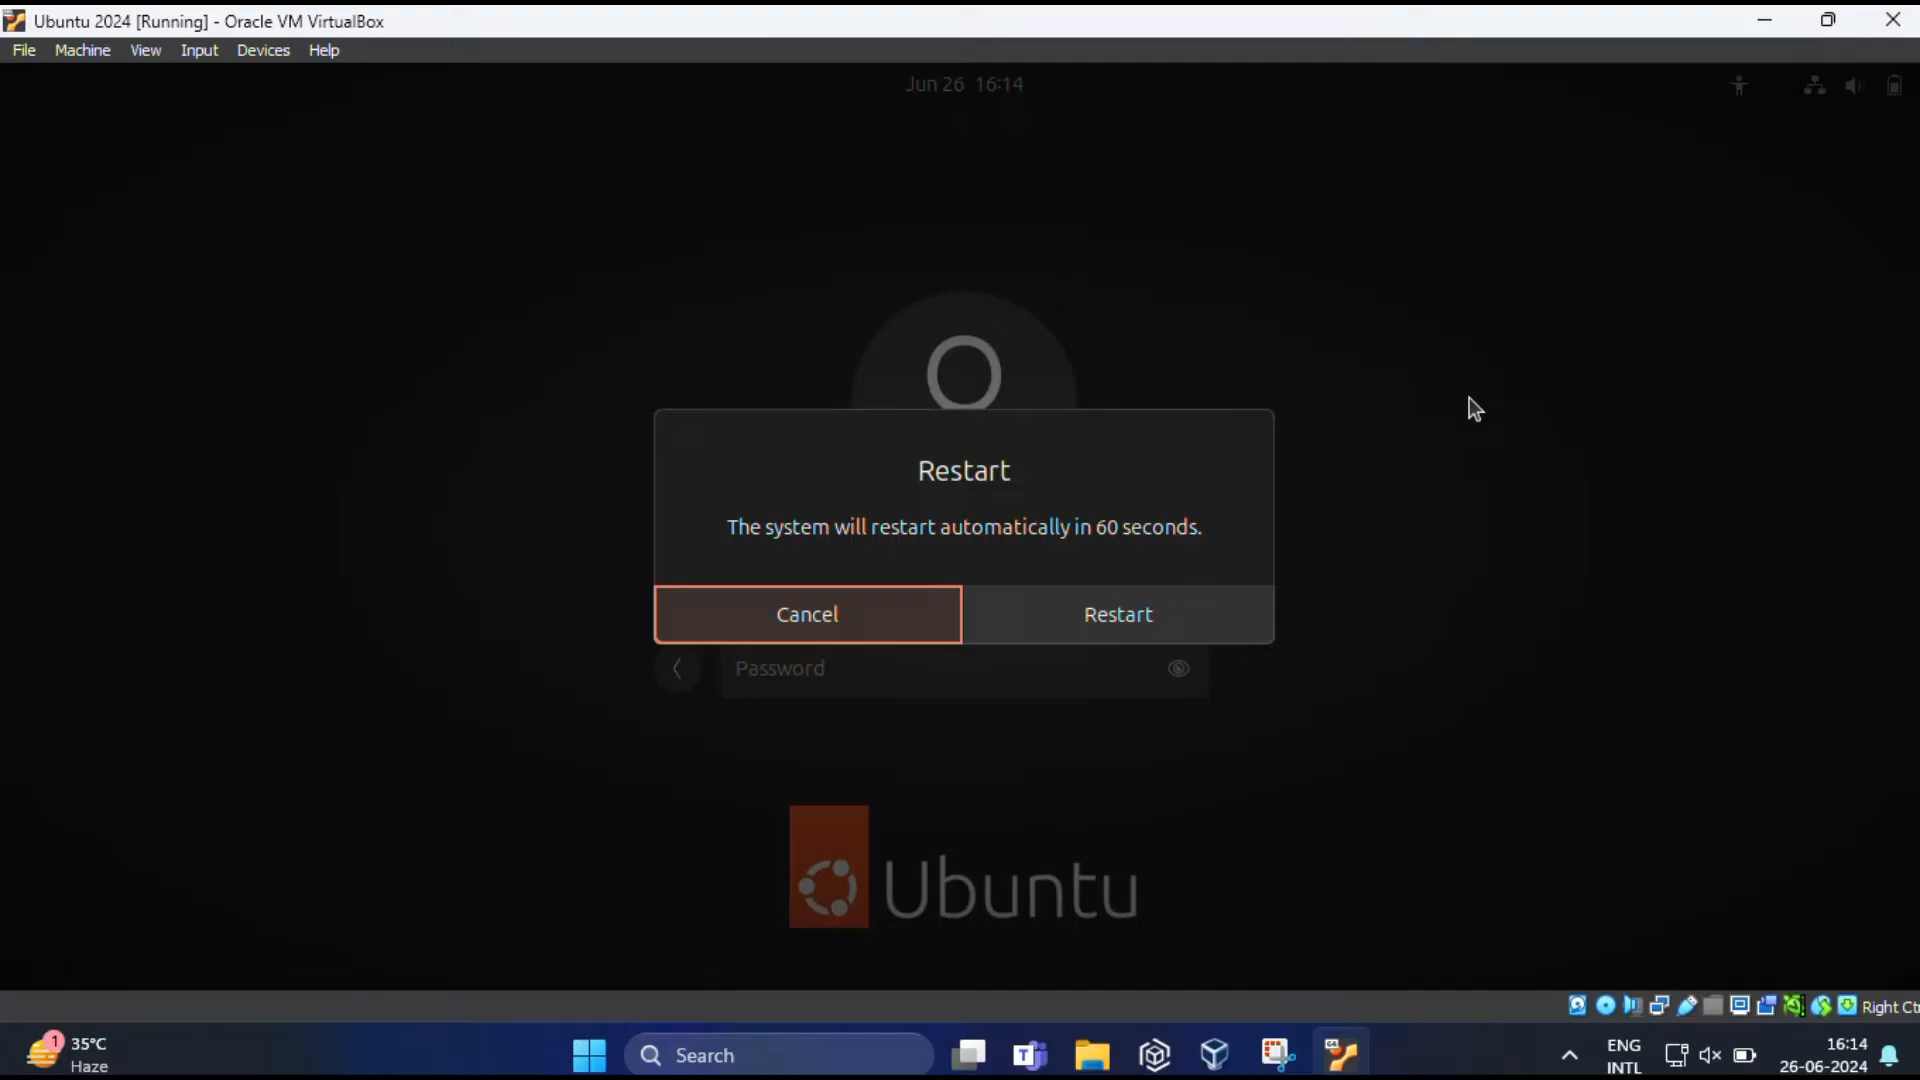 Ubuntu 2024 [Running] - Oracle VM VirtualBox
File Machine View Input Devices Help
Jun 26 16:14
O
Restart
The system will restart automatically in 60 seconds.
Cancel Restart
Password
Ubuntu
Right Ct
1 35°C
Haze
Search
ENG
INTL
16:14
26-06-2024